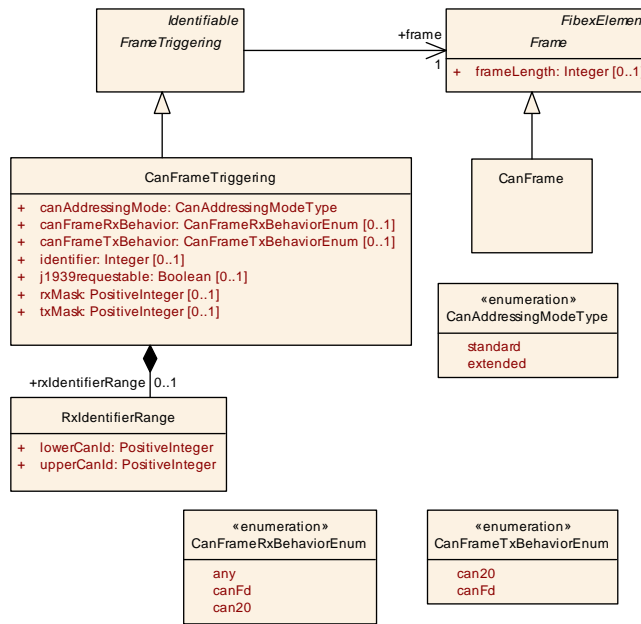 Identifiable
FrameTriggering
+frame
1
FibexElemen
Frame
+ frameLength: Integer [0..1
CanFrameTriggering
+ canAddressingMode: CanAddressingModeType
+ canFrameRxBehavior: CanFrameRxBehaviorEnum [0..1]
+ canFrameTxBehavior: CanFrameTxBehaviorEnum [0..1]
+ identifier: Integer [0..1]
+ j1939requestable: Boolean [0..1]
+ rxMask: PositiveInteger [0..1]
+ txMask: PositiveInteger [0..1]
CanFrame
«enumeration»
CanAddressingModeType
standard
extended
+rxIdentifierRange 0..1
RxIdentifierRange
+ lowerCanId: PositiveInteger
+ upperCanId: PositiveInteger
«enumeration»
CanFrameRxBehaviorEnum
any
canFd
can20
«enumeration»
CanFrameTxBehaviorEnum
can20
canFd